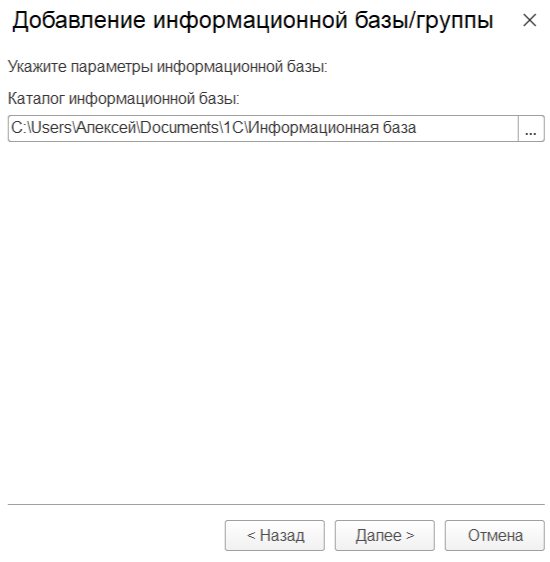 Добавление информационной базы/группы
Укажите параметры информационной базы:
Каталог информационной базы:
C:\Users\Алексей\Documents\1C\Информационная база
...
< Назад
Далее >
Отмена